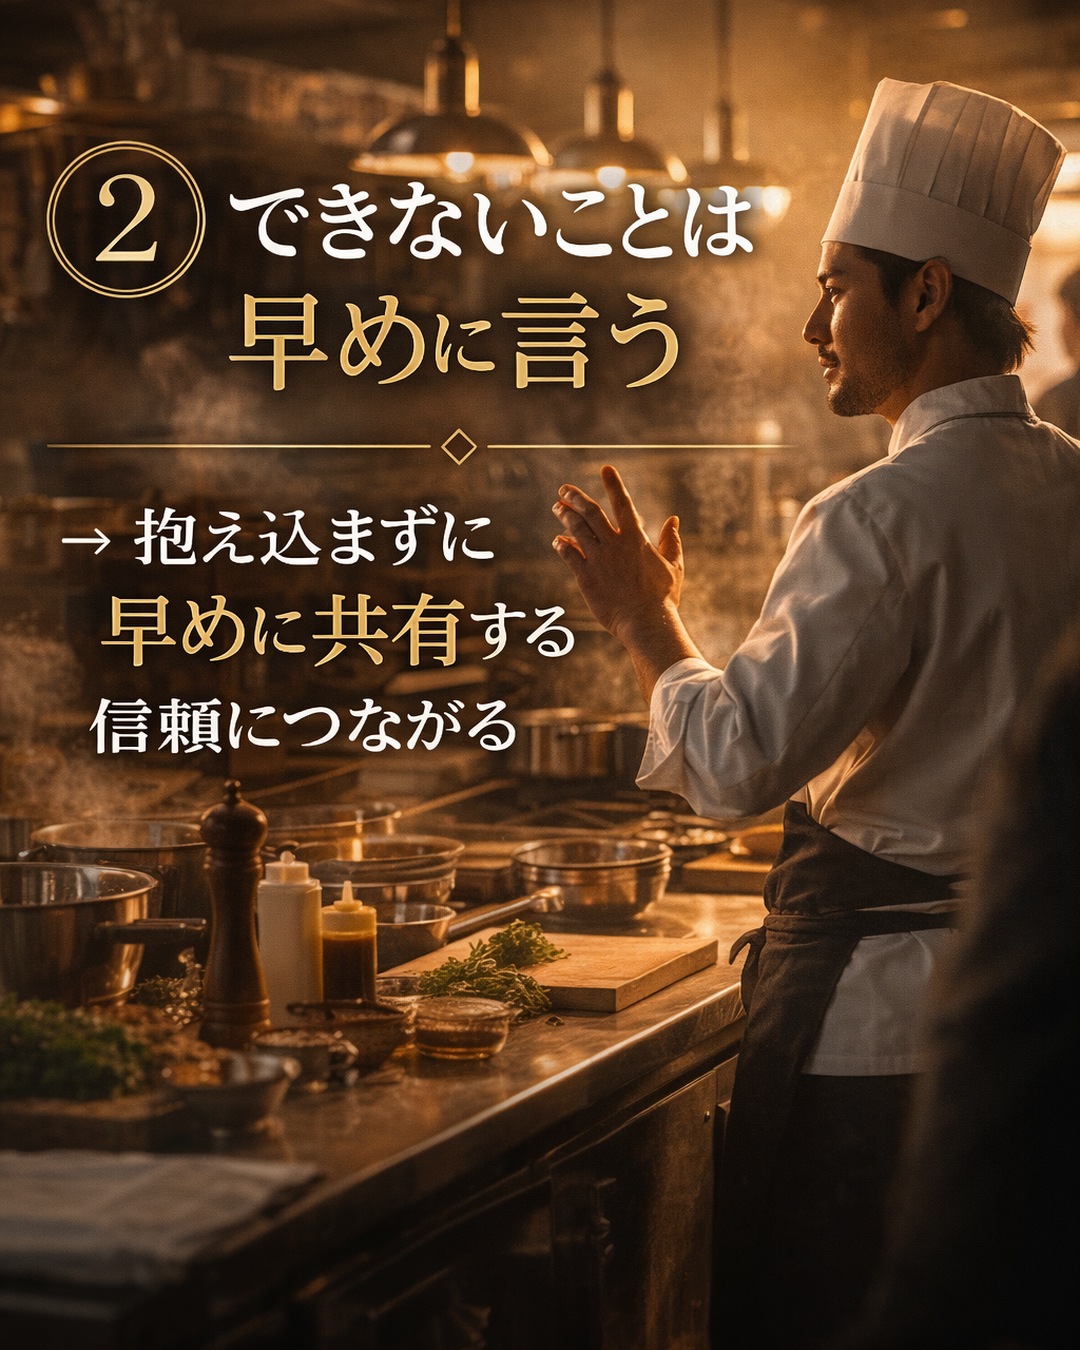 2 できないことは
早めに言う
→ 抱え込まずに
早めに共有する
信頼につながる